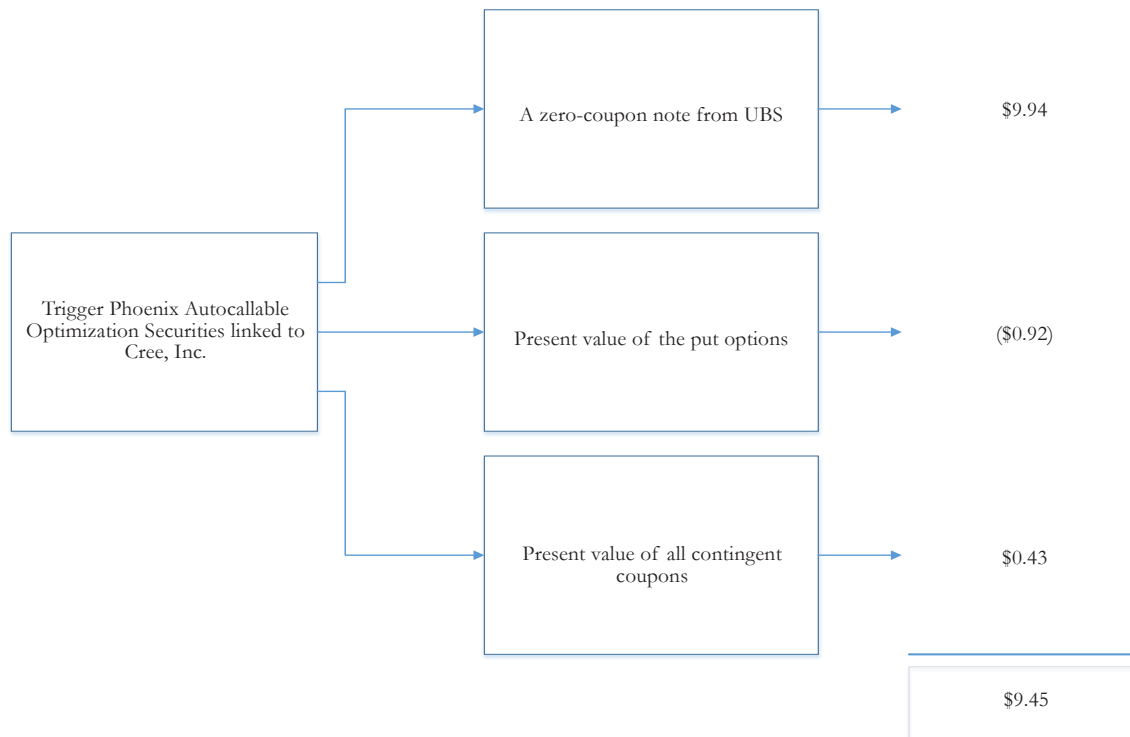 A zero-coupon note from UBS
$9.94
Trigger Phoenix Autocallable
Optimization Securities linked to
Cree, Inc.
Present value of the put options
($0.92)
Present value of all contingent
coupons
$0.43
$9.45